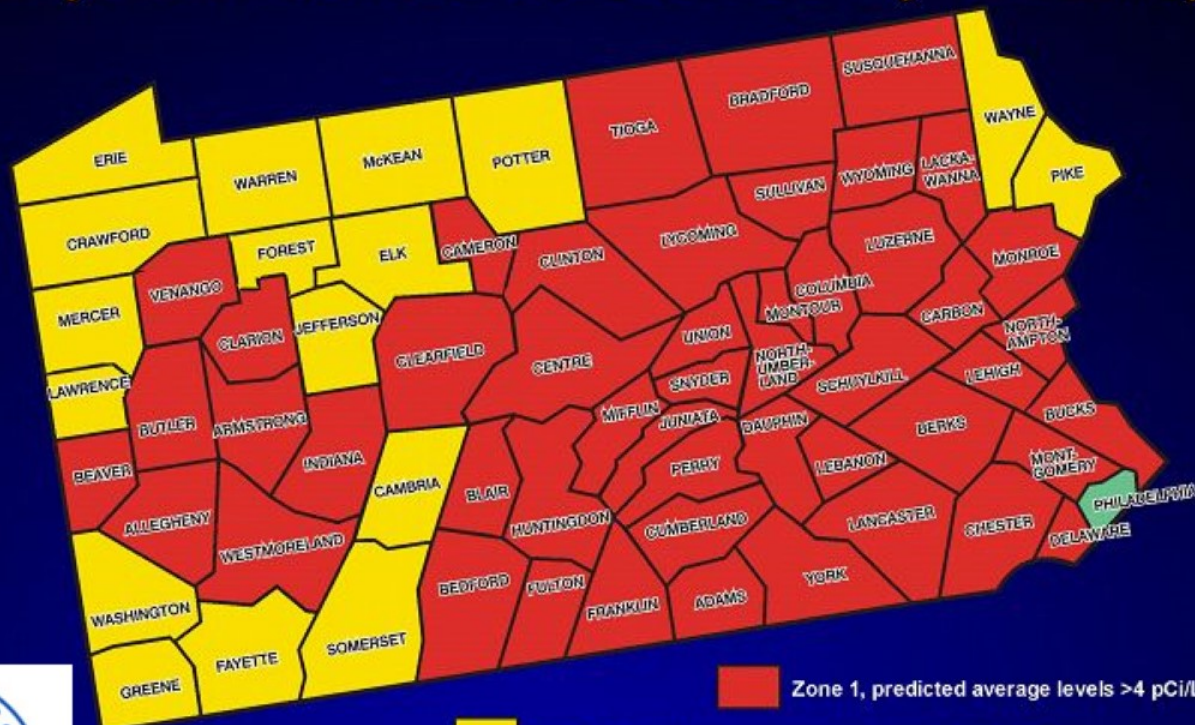 SUSQUEHANNA
BRADFORD
TIOGA
WAYNE
ERIE
WARREN
McKEAN
POTTER
PIKE
WYOMING
LACKA-
WANNA
SULLIVAN
CRAWFORD
FOREST
ELK
CAMERON
CLINTON
LYCOMING
LUZERNE
MONROE
VENANGO
MERCER
JEFFERSON
CLARION
COLUMBIA
MONTOUR
CARBON
UNION
NORTH-
AMPTON
CLEARFIELD
CENTRE
NORTH-
UMBER-
LAND
SNYDER
SCHUYLKILL
LEHIGH
LAWRENCE
BUTLER
ARMSTRONG
MIFFLIN
JUNIATA
DAUPHIN
BERKS
BUCKS
BEAVER
INDIANA
CAMBRIA
BLAIR
PERRY
LEBANON
MONT-
GOMERY
PHILADELPHIA
ALLEGHENY
WESTMORELAND
HUNTINGDON
CUMBERLAND
LANCASTER
CHESTER
DELAWARE
WASHINGTON
BEDFORD
FULTON
FRANKLIN
ADAMS
YORK
GREENE
FAYETTE
SOMERSET
Zone 1, predicted average levels >4 pCi/L